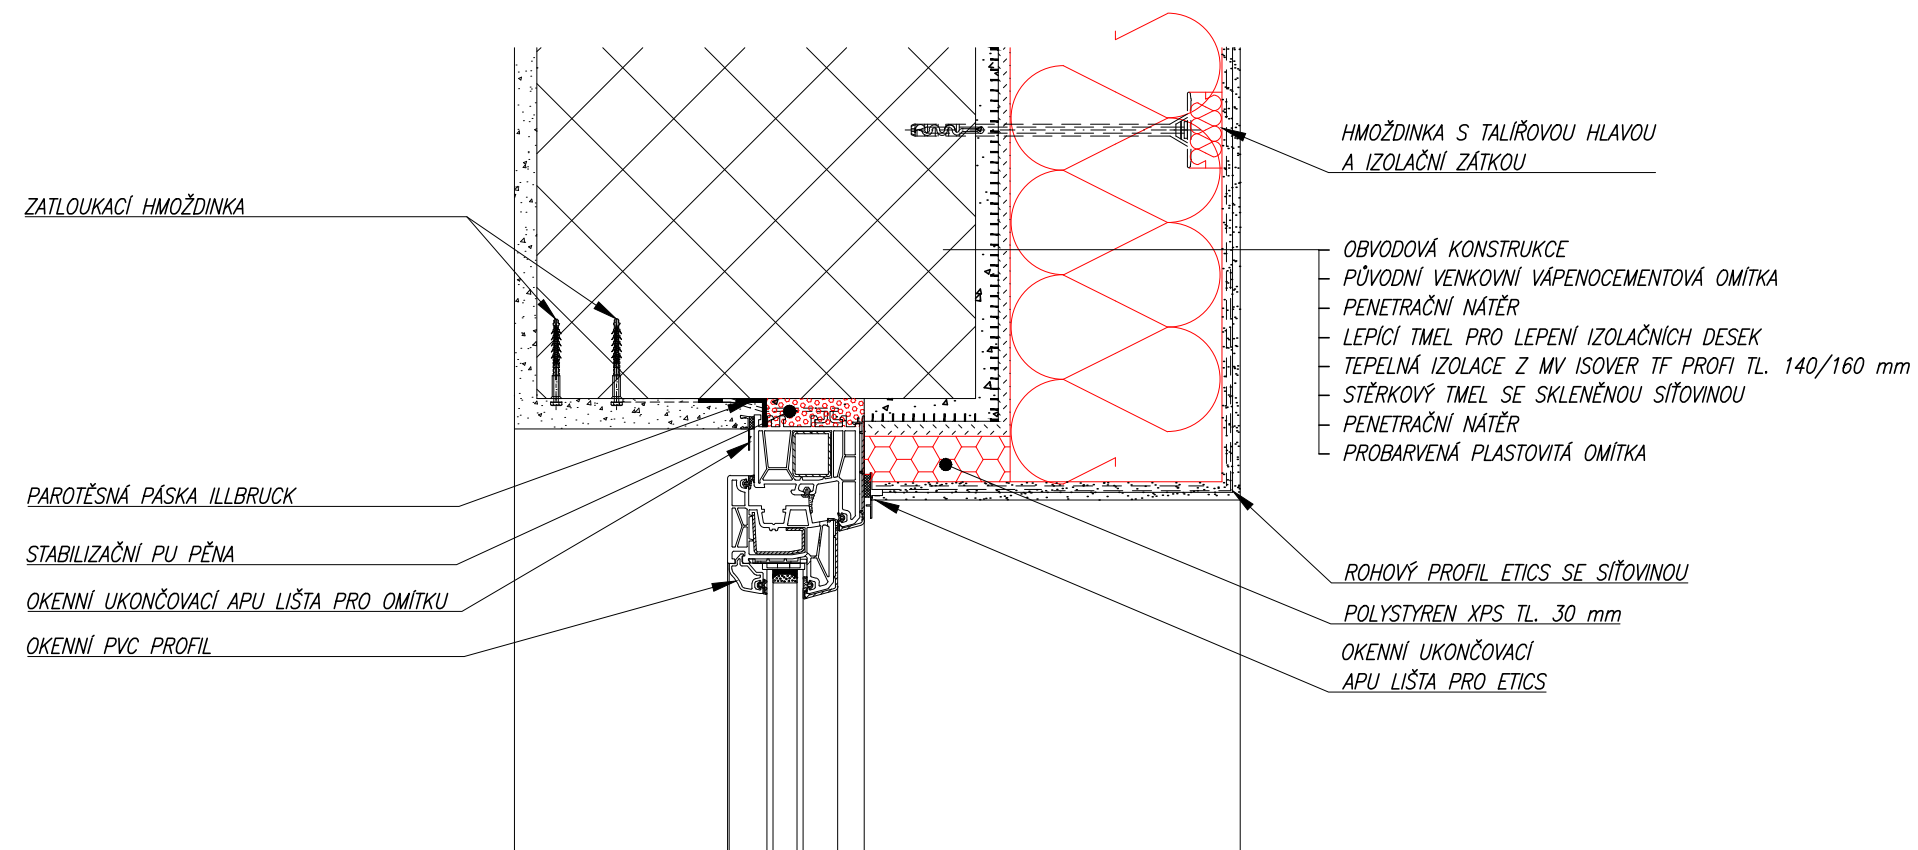 ZATLOUKACÍ HMOŽDINKA
PAROTĚSNÁ PÁSKA ILLBRUCK
STABILIZAČNÍ PU PĚNA
OKENNÍ UKONČOVACÍ APU LIŠTA PRO OMÍTKU
OKENNÍ PVC PROFIL
HMOŽDINKA S TALÍŘOVOU HLAVOU
A IZOLAČNÍ ZÁTKOU
OBVODOVÁ KONSTRUKCE
PŮVODNÍ VENKOVNÍ VÁPENOCEMENTOVÁ OMÍTKA
PENETRAČNÍ NÁTĚR
LEPÍCÍ TMEL PRO LEPENÍ IZOLAČNÍCH DESEK
TEPELNÁ IZOLACE Z MV ISOVER TF PROFI TL. 140/160 mm
STĚRKOVÝ TMEL SE SKLENĚNOU SÍŤOVINOU
PENETRAČNÍ NÁTĚR
PROBARVENÁ PLASTOVITÁ OMÍTKA
ROHOVÝ PROFIL ETICS SE SÍŤOVINOU
POLYSTYREN XPS TL. 30 mm
OKENNÍ UKONČOVACÍ
APU LIŠTA PRO ETICS